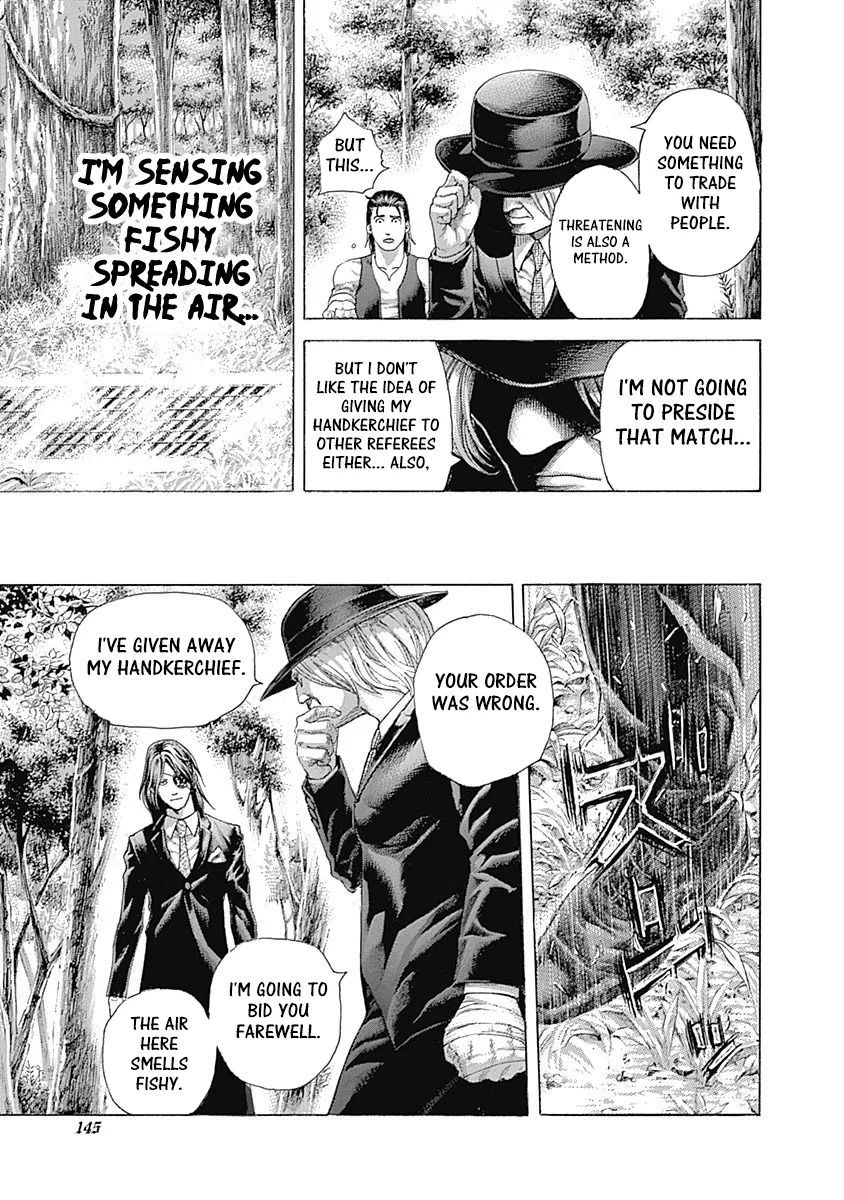 YOU NEED
SOMETHING
TO TRADE
WITH
PEOPLE.
THREATENING
IS ALSO A
METHOD.
BUT
THIS...
I'M SENSING
SOMETHING
FISHY
SPREADING
IN THE AIR...
I'M NOT GOING
TO PRESIDE
THAT MATCH...
BUT I DON'T
LIKE THE IDEA OF
GIVING MY
HANDKERCHIEF TO
OTHER REFEREES
EITHER... ALSO,
YOUR ORDER
WAS WRONG.
I'VE GIVEN AWAY
MY HANDKERCHIEF.
I'M GOING TO
BID YOU
FAREWELL.
THE AIR
HERE
SMELLS
FISHY.
145